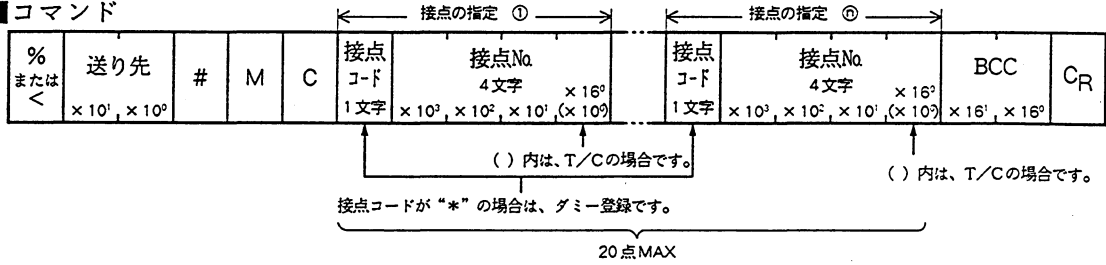 コマンド
接点の指定 ① 接点の指定 ⓝ
% または < 送り先 ×10¹, ×10⁰ # M C 接点コード 1文字 接点No. 4文字 ×10³, ×10², ×10¹, ×16⁰ (×10⁰) 接点コード 1文字 接点No. 4文字 ×10³, ×10², ×10¹, ×16⁰ (×10⁰) BCC ×16¹, ×16⁰ CR
( ) 内は、T/Cの場合です。
( ) 内は、T/Cの場合です。
接点コードが “*” の場合は、ダミー登録です。
20点MAX